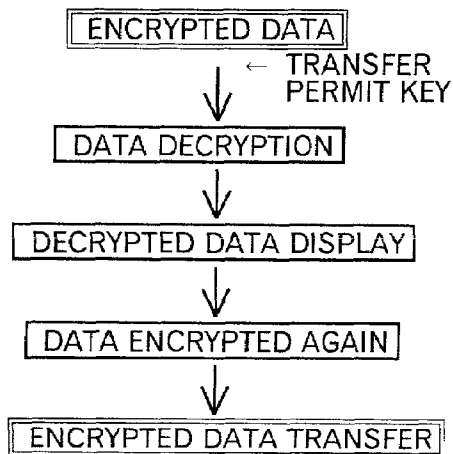 ENCRYPTED DATA
← TRANSFER
PERMIT KEY
DATA DECRYPTION
DECRYPTED DATA DISPLAY
DATA ENCRYPTED AGAIN
ENCRYPTED DATA TRANSFER